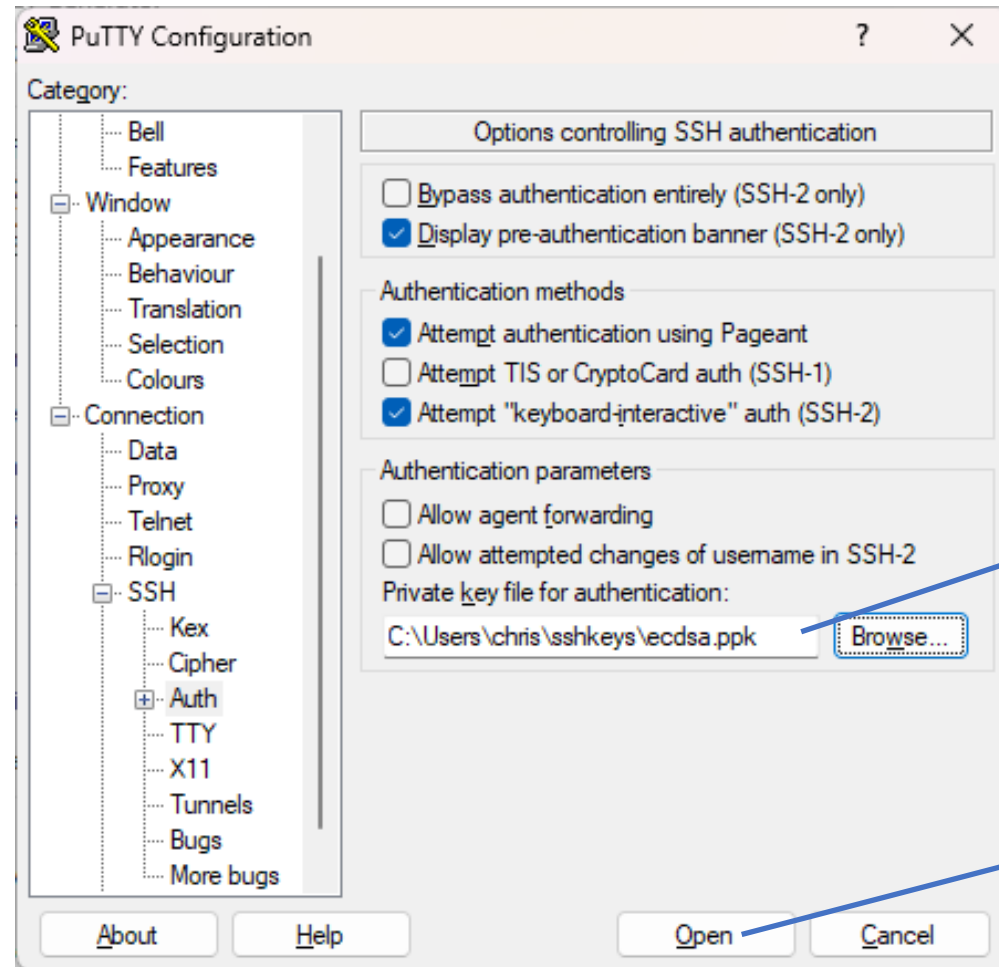 PuTTY Configuration
?
Category:
Bell
Features
Window
Appearance
Behaviour
Translation
Selection
Colours
Connection
Data
Proxy
Telnet
Rlogin
SSH
Kex
Cipher
Auth
TTY
X11
Tunnels
Bugs
More bugs
Options controlling SSH authentication
Bypass authentication entirely (SSH-2 only)
Display pre-authentication banner (SSH-2 only)
Authentication methods
Attempt authentication using Pageant
Attempt TIS or CryptoCard auth (SSH-1)
Attempt "keyboard-interactive" auth (SSH-2)
Authentication parameters
Allow agent forwarding
Allow attempted changes of username in SSH-2
Private key file for authentication:
C:\Users\chris\sshkeys\ecdsa.ppk Browse...
About Help Open Cancel